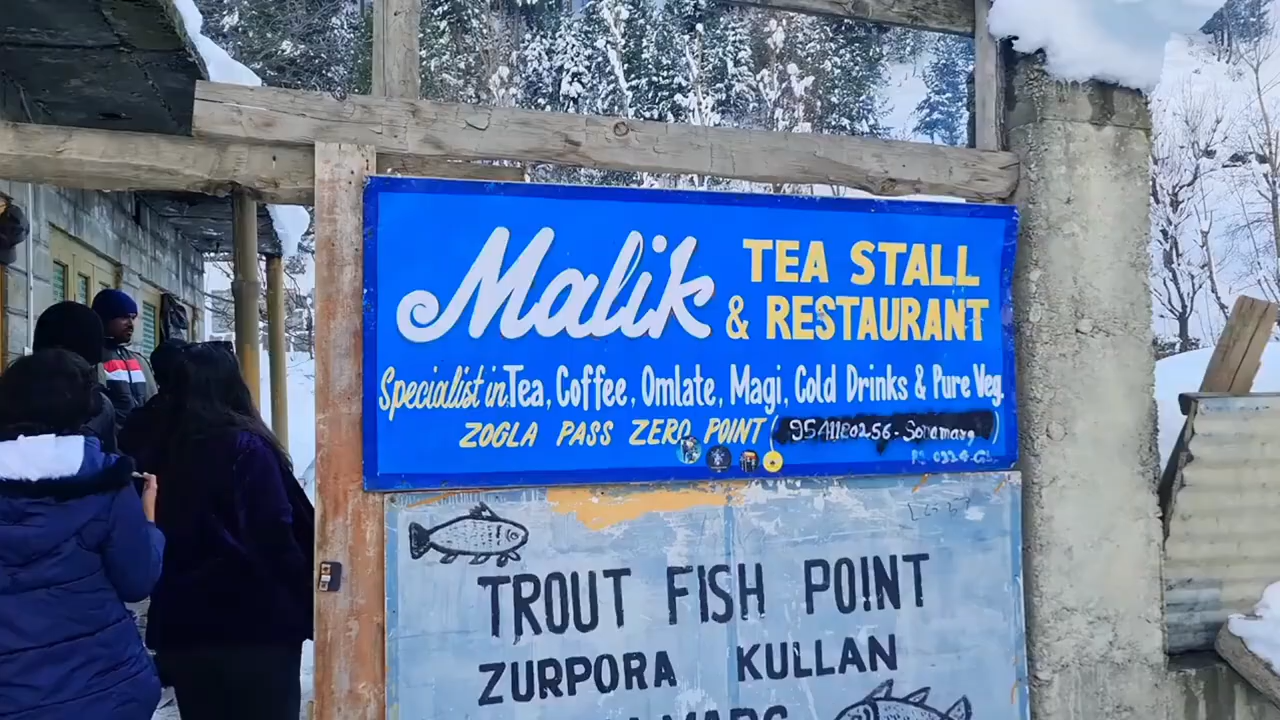 Malik TEA STALL
& RESTAURANT
Specialist in:Tea, Coffee, Omlate, Magi, Cold Drinks & Pure Veg.
ZOGLA PASS ZERO POINT (9541180256-Sonamarg)
TROUT FISH POINT
ZURPORA KULLAN